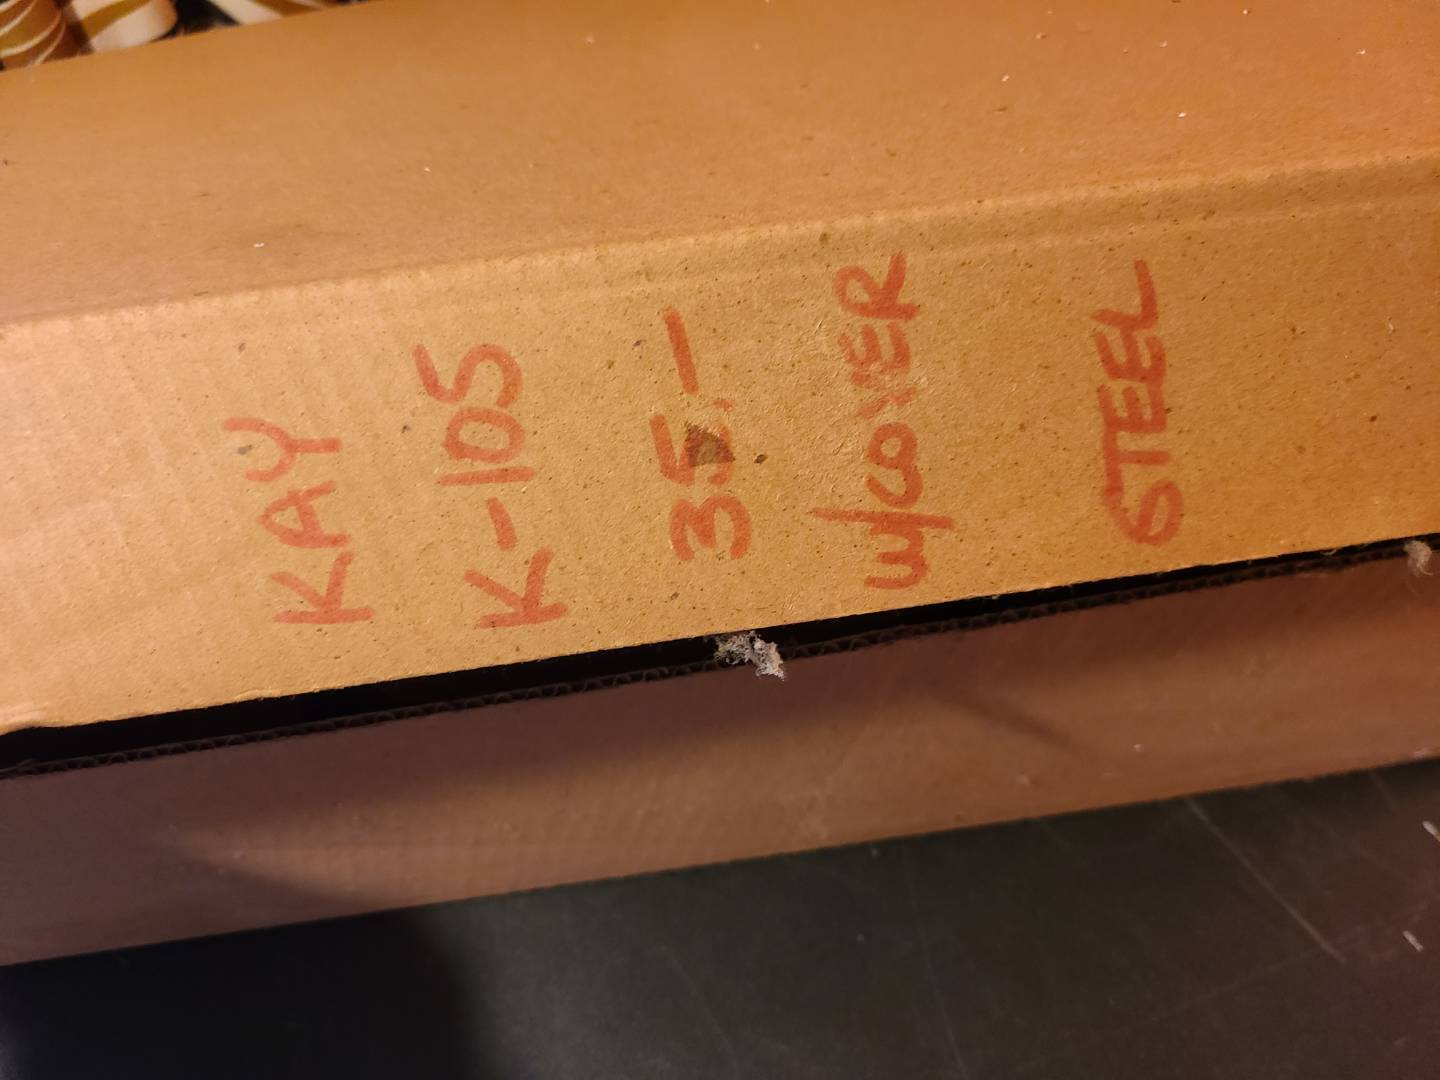 KAY
K-105
35.-
w/COVER
STEEL